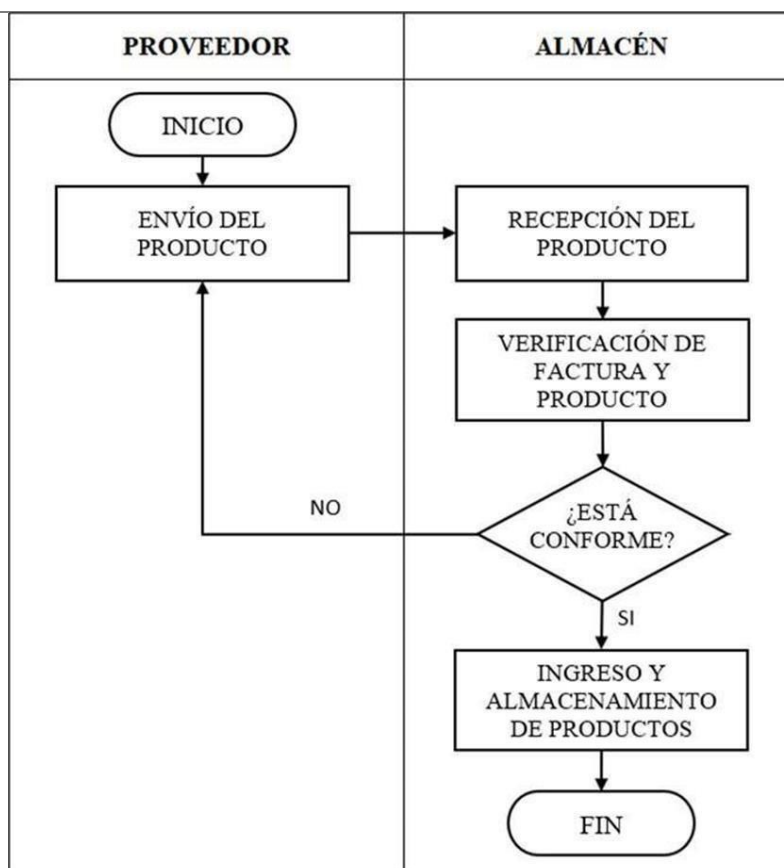 PROVEEDOR
ALMACÉN
INICIO
ENVÍO DEL
PRODUCTO
RECEPCIÓN DEL
PRODUCTO
VERIFICACIÓN DE
FACTURA Y
PRODUCTO
¿ESTÁ
CONFORME?
NO
SI
INGRESO Y
ALMACENAMIENTO
DE PRODUCTOS
FIN